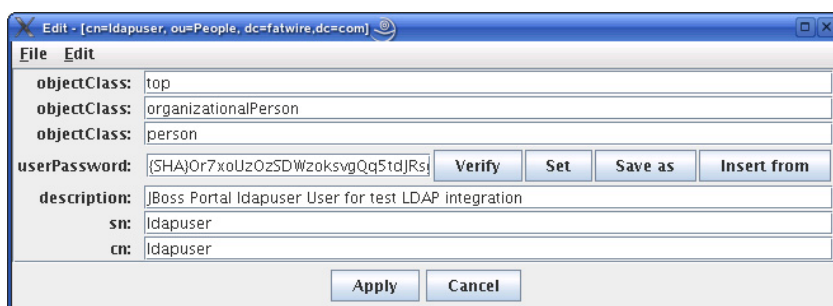 Edit - [cn=ldapuser, ou=People, dc=fatwire,dc=com]
File Edit
objectClass: top
objectClass: organizationalPerson
objectClass: person
userPassword: Verify Set Save as Insert from
description: JBoss Portal ldapuser User for test LDAP integration
sn: ldapuser
cn: ldapuser
Apply Cancel